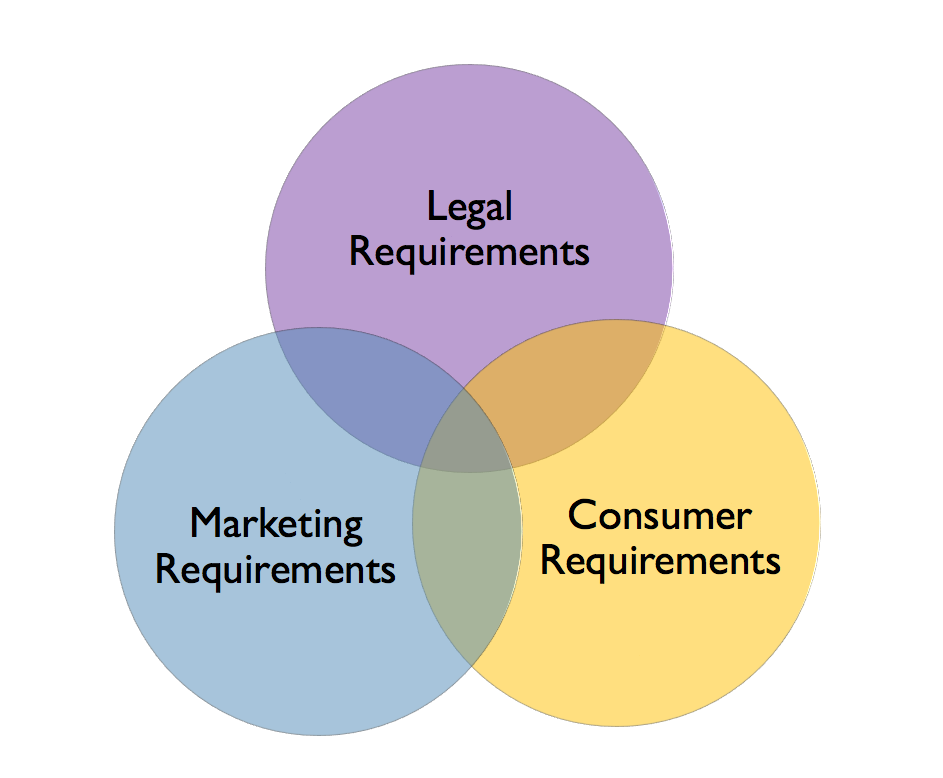 Legal
Requirements
Marketing
Requirements
Consumer
Requirements